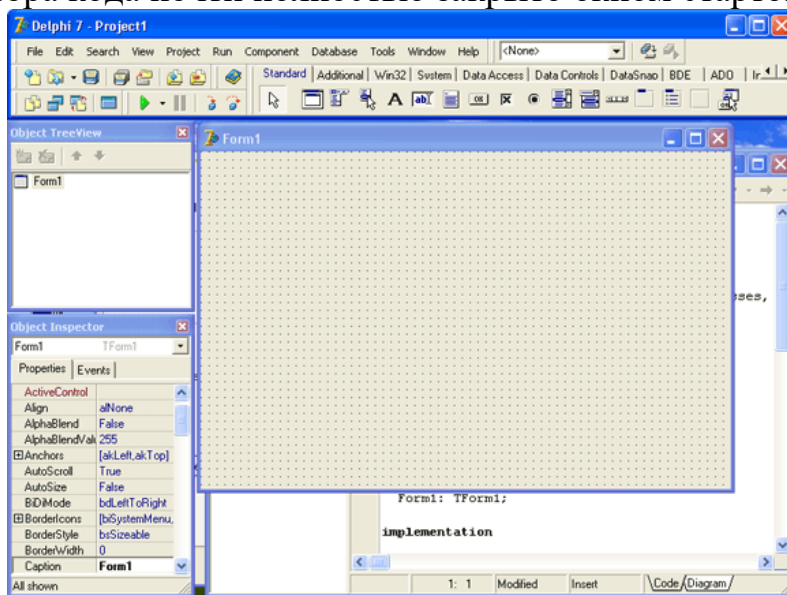 Delphi 7 - Project1
File Edit Search View Project Run Component Database Tools Window Help <None>
Standard Additional Win32 System Data Access Data Controls DataSnap BDE ADO
Object TreeView
Form1
Form1
sses,
Object Inspector
Form1 TForm1
Properties Events
ActiveControl
Align alNone
AlphaBlend False
AlphaBlendVal 255
Anchors [akLeft,akTop]
AutoScroll True
AutoSize False
BiDiMode bdLeftToRight
BorderIcons [biSystemMenu,
BorderStyle bsSizeable
BorderWidth 0
Caption Form1
All shown
Form1: TForm1;
implementation
1: 1 Modified Insert Code Diagram